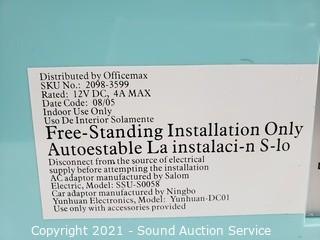 Distributed by Officemax
SKU No.: 2098-3599
Rated: 12V DC, 4A MAX
Date Code: 08/05
Indoor Use Only
Uso De Interior Solamente
Free-Standing Installation Only
Autoestable La instalaci-n S-lo
Disconnect from the source of electrical
supply before attempting the installation
AC adaptor manufactured by Salom
Electric, Model: SSU-S0058
Car adaptor manufacturer by Ningbo
Yunhuan Electronics, Model: Yunhuan-DC01
Use only with accessories provided
Copyright 2021 - Sound Auction Service